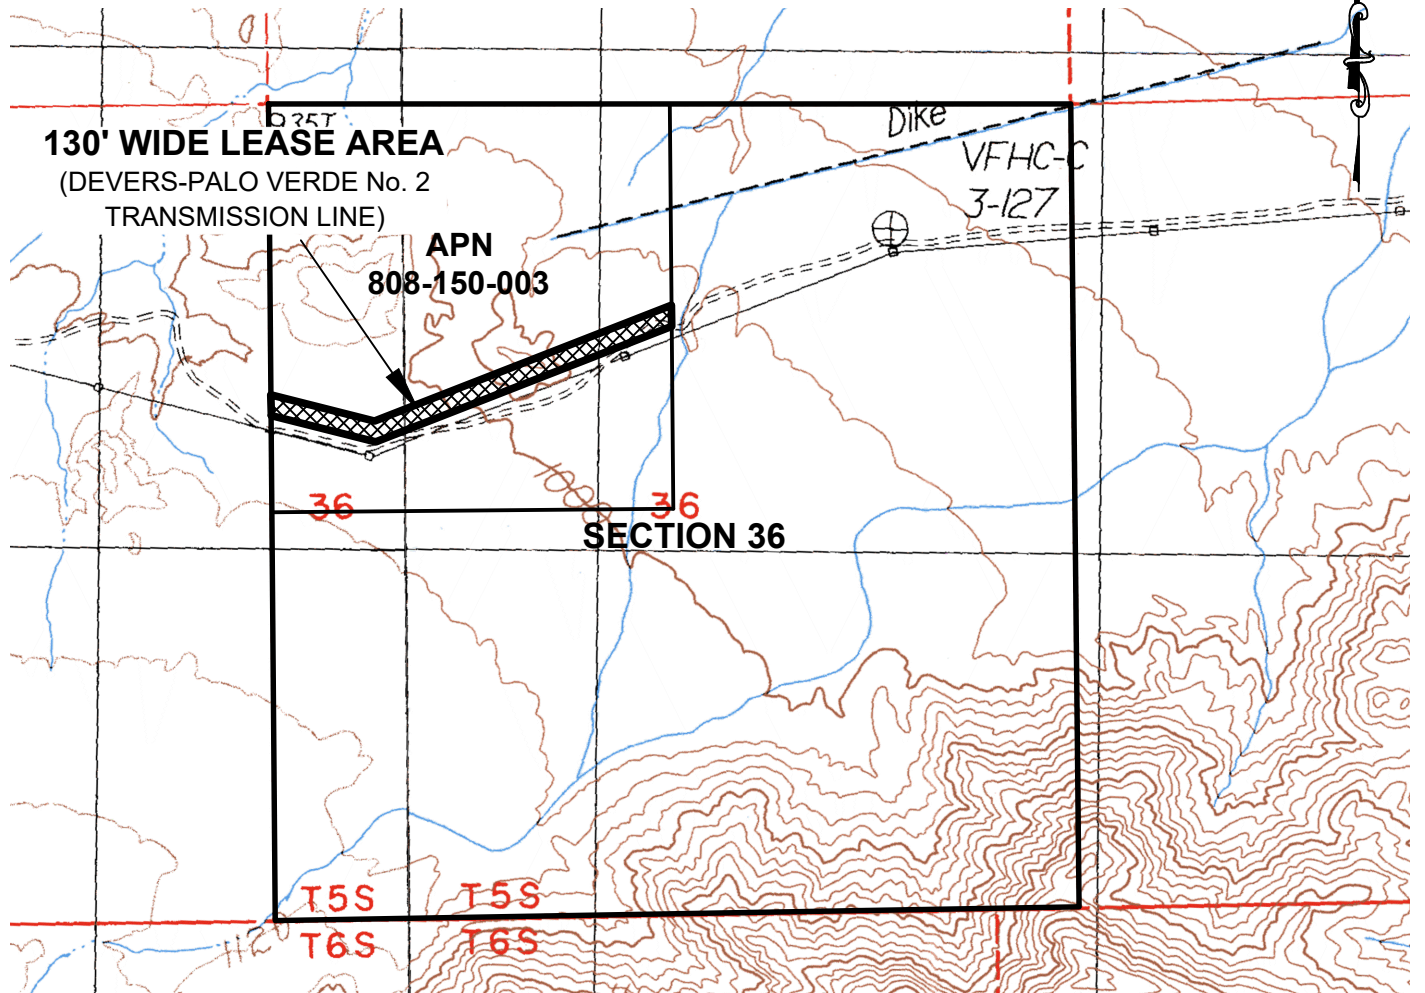 130' WIDE LEASE AREA
(DEVERS-PALO VERDE No. 2
TRANSMISSION LINE)
APN
808-150-003
Dike
VFHC-C
3-127
36
36
1000
SECTION 36
T5S
T5S
T6S
T6S